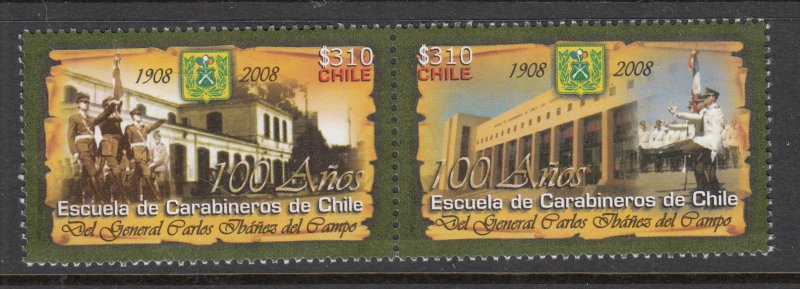 $310
CHILE
1908 2008
100 Años
Escuela de Carabineros de Chile
Del General Carlos Ibáñez del Campo
$310
CHILE
1908 2008
100 Años
Escuela de Carabineros de Chile
Del General Carlos Ibáñez del Campo